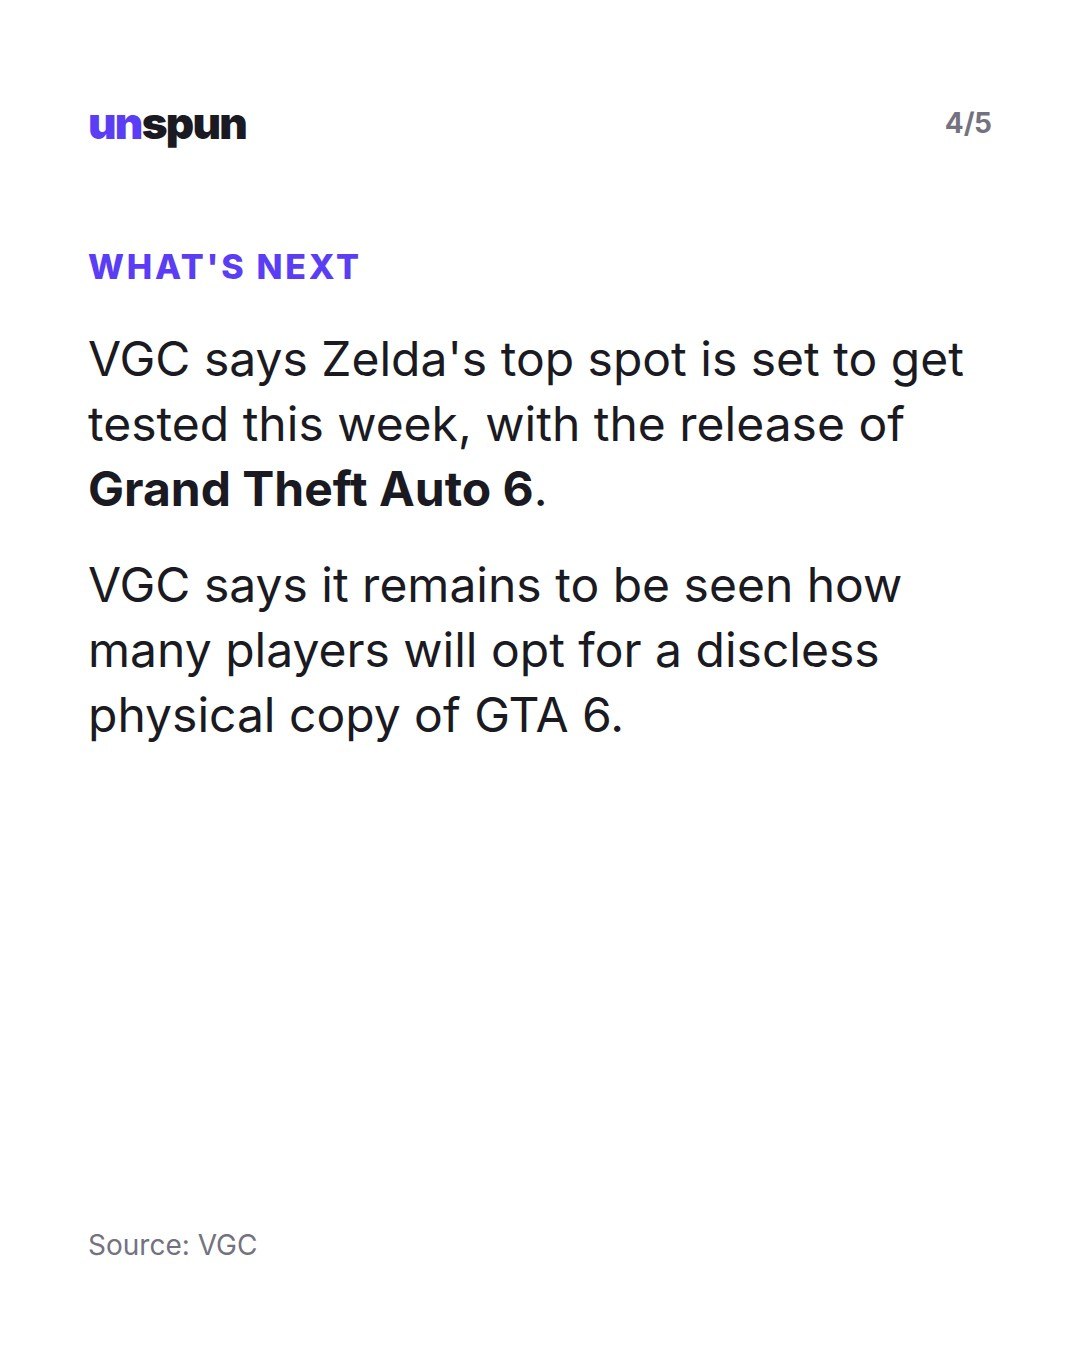 unspun
4/5
WHAT'S NEXT
VGC says Zelda's top spot is set to get
tested this week, with the release of
Grand Theft Auto 6.
VGC says it remains to be seen how
many players will opt for a discless
physical copy of GTA 6.
Source: VGC